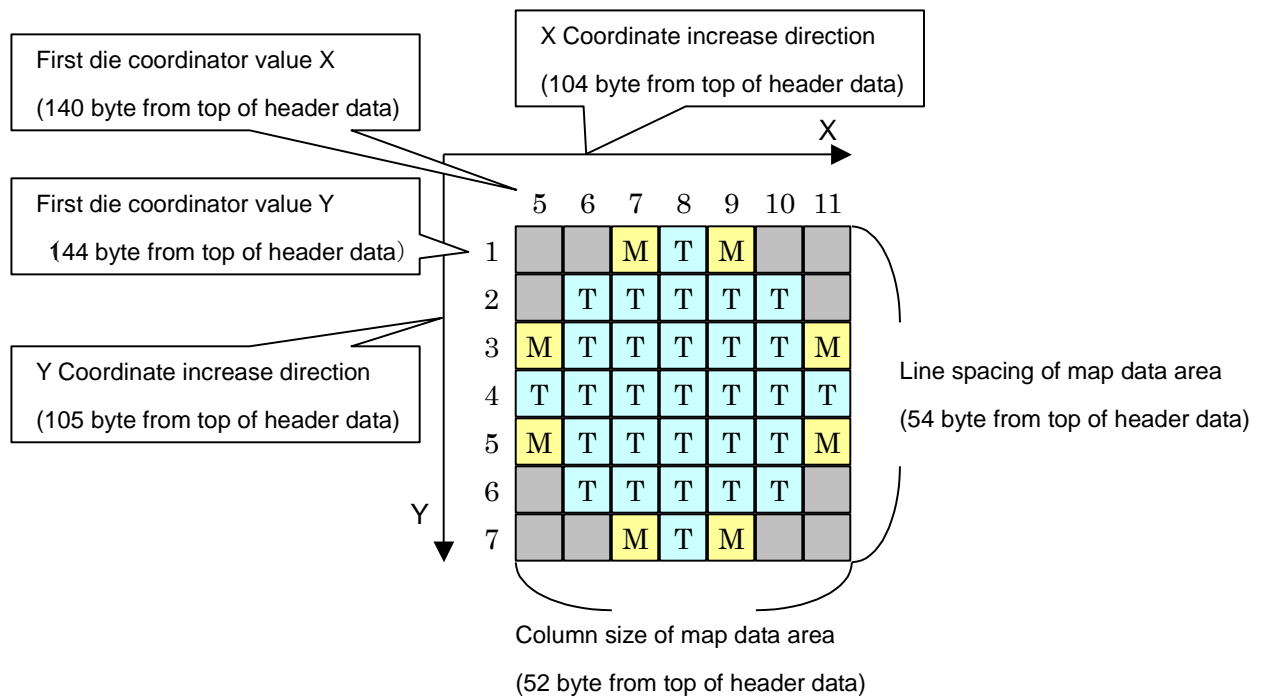 First die coordinator value X
(140 byte from top of header data)
X Coordinate increase direction
(104 byte from top of header data)
X
First die coordinator value Y
(144 byte from top of header data)
Y Coordinate increase direction
(105 byte from top of header data)
Y
5 6 7 8 9 10 11
1 M T M
2 T T T T T
3 M T T T T T M
4 T T T T T T T
5 M T T T T T M
6 T T T T T
7 M T M
Line spacing of map data area
(54 byte from top of header data)
Column size of map data area
(52 byte from top of header data)